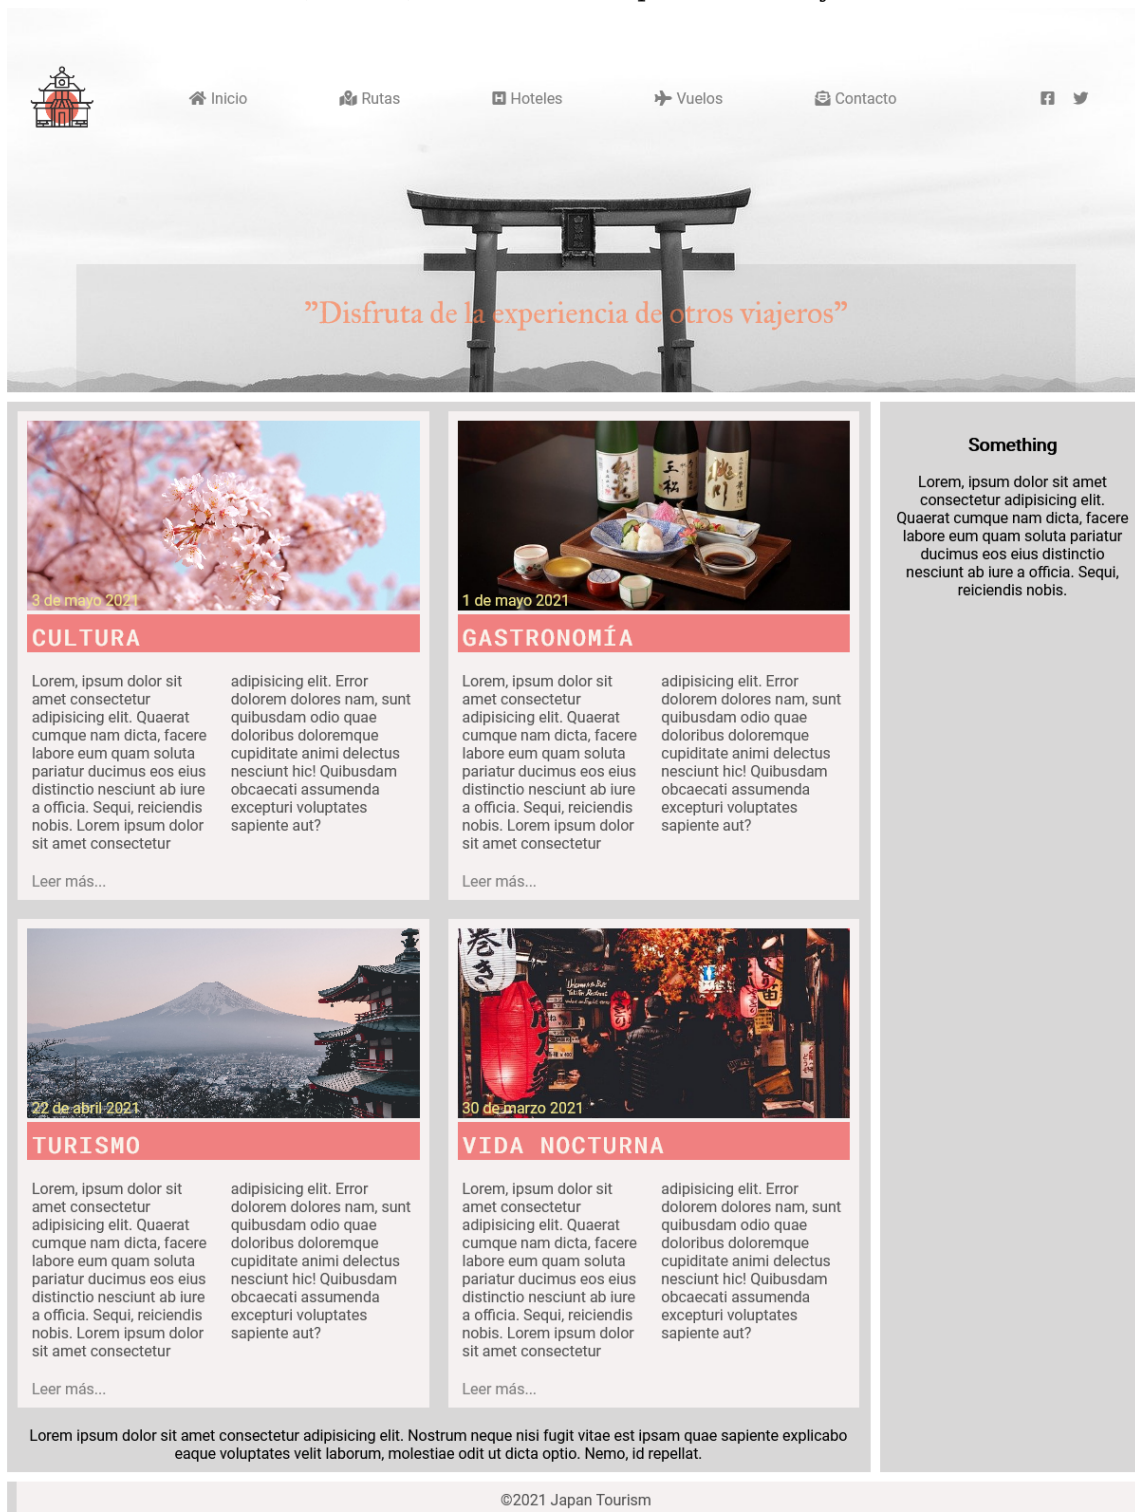 Inicio
Rutas
Hoteles
Vuelos
Contacto
”Disfruta de la experiencia de otros viajeros”
3 de mayo 2021
CULTURA
Lorem, ipsum dolor sit
amet consectetur
adipisicing elit. Quaerat
cumque nam dicta, facere
labore eum quam soluta
pariatur ducimus eos eius
distinctio nesciunt ab iure
a officia. Sequi, reiciendis
nobis. Lorem ipsum dolor
sit amet consectetur
adipisicing elit. Error
dolorem dolores nam, sunt
quibusdam odio quae
doloribus doloremque
cupiditate animi delectus
nesciunt hic! Quibusdam
obcaecati assumenda
excepturi voluptates
sapiente aut?
Leer más...
1 de mayo 2021
GASTRONOMÍA
Lorem, ipsum dolor sit
amet consectetur
adipisicing elit. Quaerat
cumque nam dicta, facere
labore eum quam soluta
pariatur ducimus eos eius
distinctio nesciunt ab iure
a officia. Sequi, reiciendis
nobis. Lorem ipsum dolor
sit amet consectetur
adipisicing elit. Error
dolorem dolores nam, sunt
quibusdam odio quae
doloribus doloremque
cupiditate animi delectus
nesciunt hic! Quibusdam
obcaecati assumenda
excepturi voluptates
sapiente aut?
Leer más...
22 de abril 2021
TURISMO
Lorem, ipsum dolor sit
amet consectetur
adipisicing elit. Quaerat
cumque nam dicta, facere
labore eum quam soluta
pariatur ducimus eos eius
distinctio nesciunt ab iure
a officia. Sequi, reiciendis
nobis. Lorem ipsum dolor
sit amet consectetur
adipisicing elit. Error
dolorem dolores nam, sunt
quibusdam odio quae
doloribus doloremque
cupiditate animi delectus
nesciunt hic! Quibusdam
obcaecati assumenda
excepturi voluptates
sapiente aut?
Leer más...
巻き
30 de marzo 2021
VIDA NOCTURNA
Lorem, ipsum dolor sit
amet consectetur
adipisicing elit. Quaerat
cumque nam dicta, facere
labore eum quam soluta
pariatur ducimus eos eius
distinctio nesciunt ab iure
a officia. Sequi, reiciendis
nobis. Lorem ipsum dolor
sit amet consectetur
adipisicing elit. Error
dolorem dolores nam, sunt
quibusdam odio quae
doloribus doloremque
cupiditate animi delectus
nesciunt hic! Quibusdam
obcaecati assumenda
excepturi voluptates
sapiente aut?
Leer más...
Lorem ipsum dolor sit amet consectetur adipisicing elit. Nostrum neque nisi fugit vitae est ipsam quae sapiente explicabo
eaque voluptates velit laborum, molestiae odit ut dicta optio. Nemo, id repellat.
Something
Lorem, ipsum dolor sit amet
consectetur adipisicing elit.
Quaerat cumque nam dicta, facere
labore eum quam soluta pariatur
ducimus eos eius distinctio
nesciunt ab iure a officia. Sequi,
reiciendis nobis.
©2021 Japan Tourism